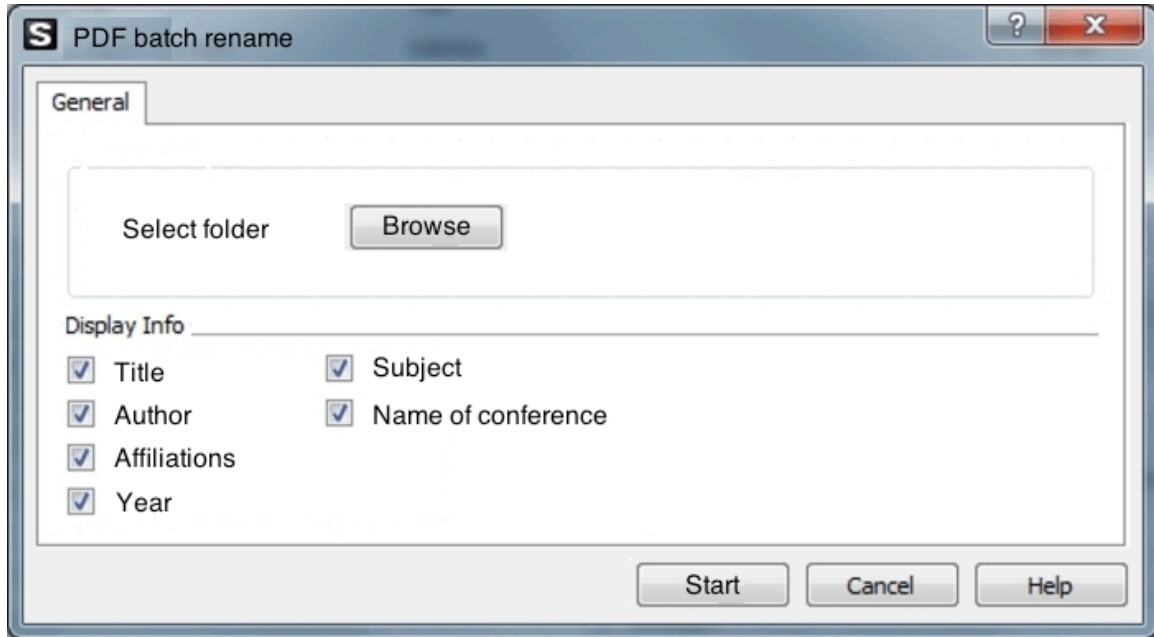 S PDF batch rename
?
X
General
Select folder
Browse
Display Info
Title
Subject
Author
Name of conference
Affiliations
Year
Start
Cancel
Help